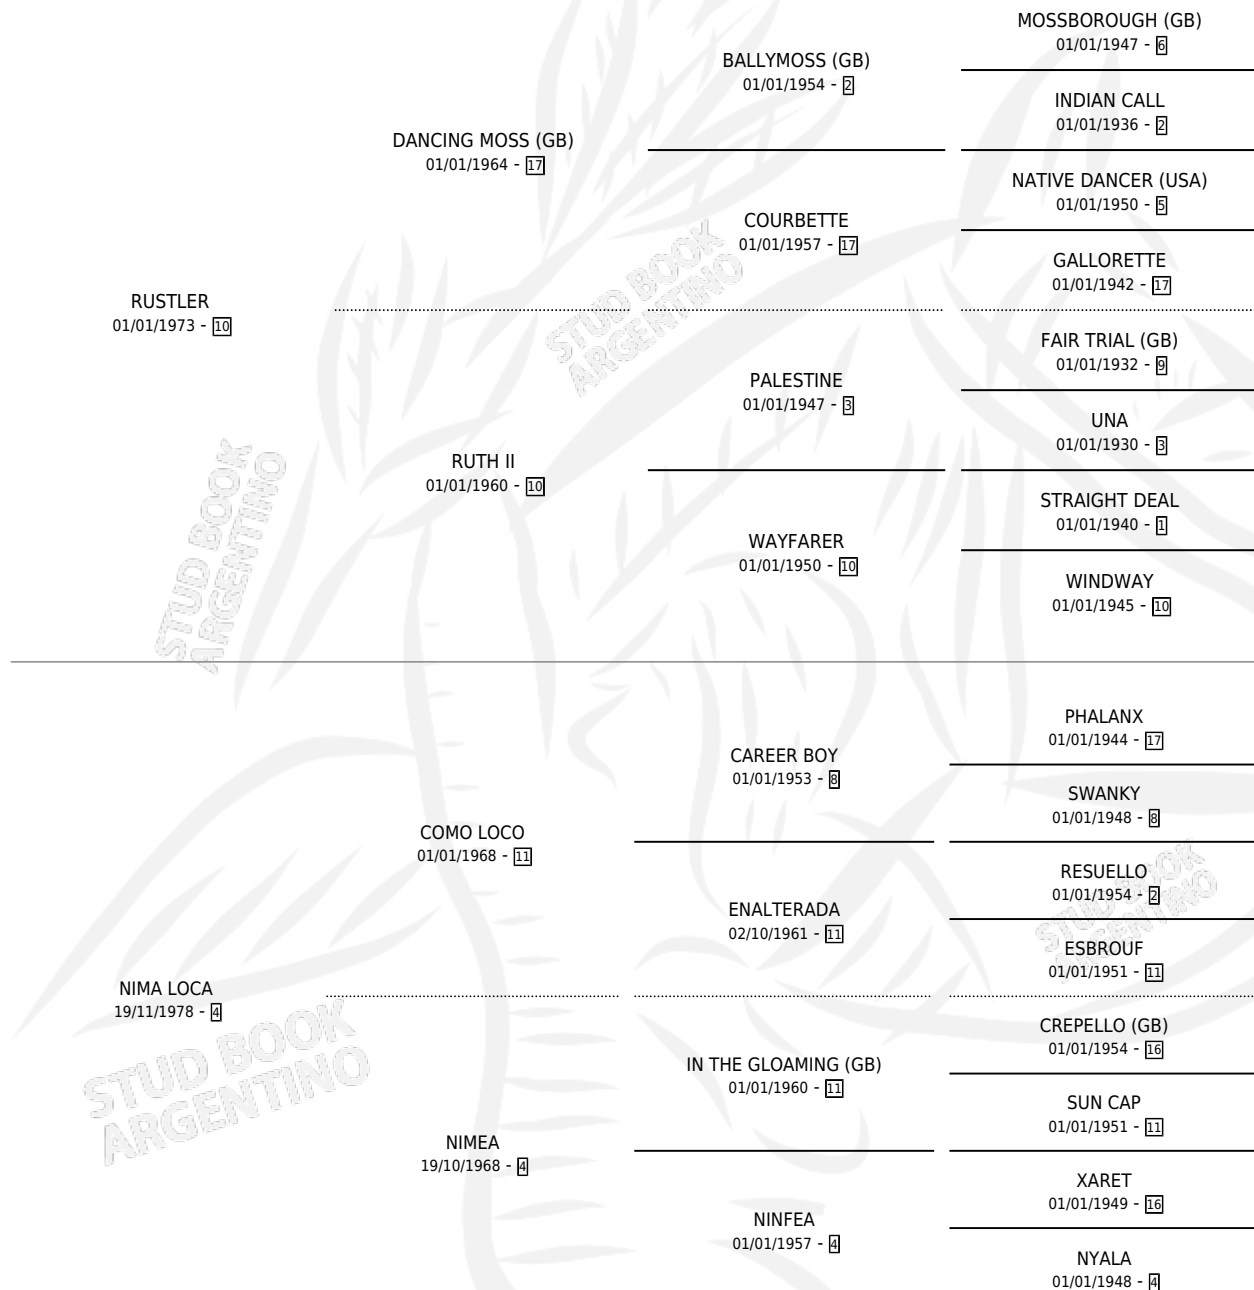 MOSSBOROUGH (GB)
01/01/1947 - 6
BALLYMOSS (GB)
01/01/1954 - 2
INDIAN CALL
01/01/1936 - 2
DANCING MOSS (GB)
01/01/1964 - 17
NATIVE DANCER (USA)
01/01/1950 - 5
COURBETTE
01/01/1957 - 17
GALLORETTE
01/01/1942 - 17
RUSTLER
01/01/1973 - 10
STUD BOOK
ARGENTINO
FAIR TRIAL (GB)
01/01/1932 - 9
PALESTINE
01/01/1947 - 3
UNA
01/01/1930 - 3
RUTH II
01/01/1960 - 10
STRAIGHT DEAL
01/01/1940 - 1
WAYFARER
01/01/1950 - 10
WINDWAY
01/01/1945 - 10
STUD BOOK
ARGENTINO
PHALANX
01/01/1944 - 17
CAREER BOY
01/01/1953 - 8
SWANKY
01/01/1948 - 8
COMO LOCO
01/01/1968 - 11
RESUELLO
01/01/1954 - 2
ENALTERADA
02/10/1961 - 11
STUD BOOK
ARGENTINO
ESBROUF
01/01/1951 - 11
NIMA LOCA
19/11/1978 - 4
STUD BOOK
ARGENTINO
CREPELLO (GB)
01/01/1954 - 16
IN THE GLOAMING (GB)
01/01/1960 - 11
SUN CAP
01/01/1951 - 11
NIMEA
19/10/1968 - 4
XARET
01/01/1949 - 16
NINFEA
01/01/1957 - 4
NYALA
01/01/1948 - 4